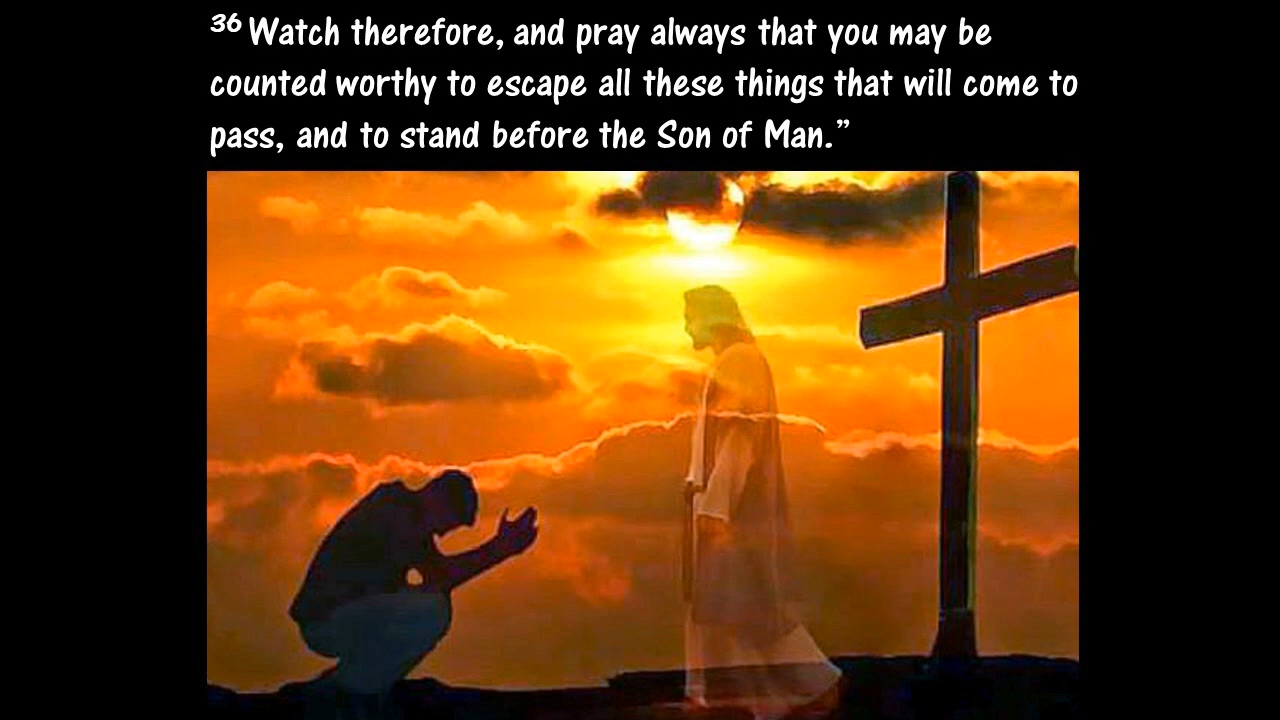 36 Watch therefore, and pray always that you may be
counted worthy to escape all these things that will come to
pass, and to stand before the Son of Man.”